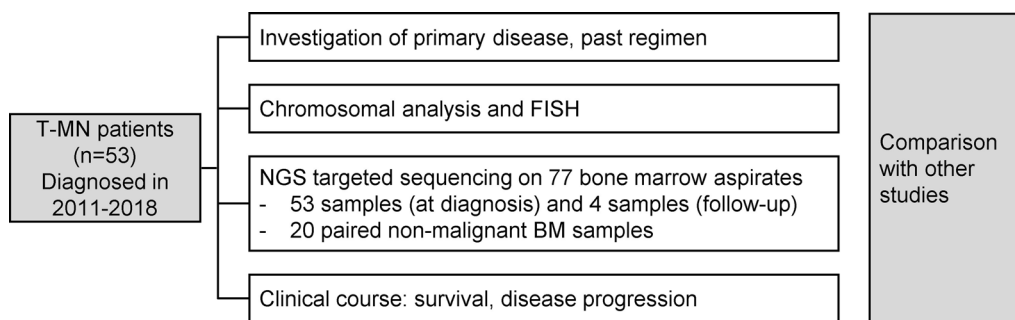 T-MN patients
(n=53)
Diagnosed in
2011-2018
Investigation of primary disease, past regimen
Chromosomal analysis and FISH
NGS targeted sequencing on 77 bone marrow aspirates
- 53 samples (at diagnosis) and 4 samples (follow-up)
- 20 paired non-malignant BM samples
Clinical course: survival, disease progression
Comparison
with other
studies